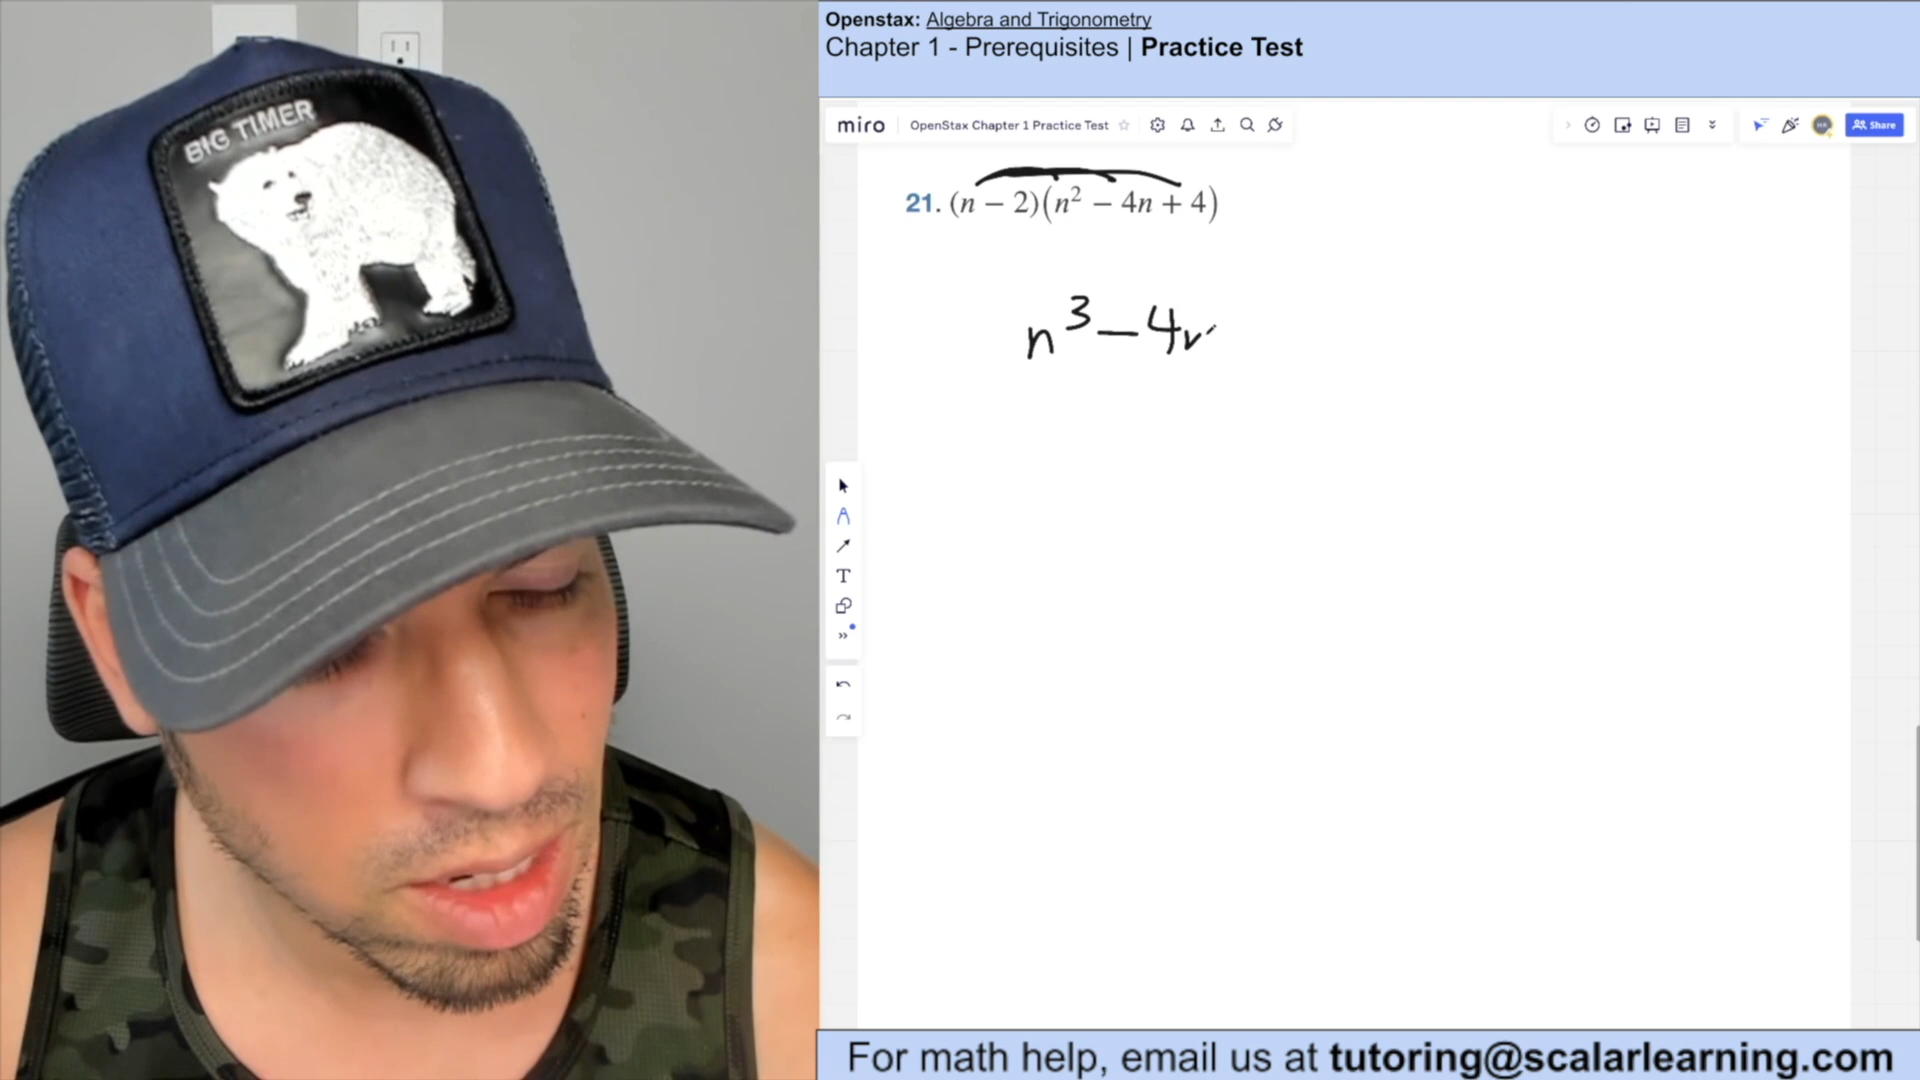 BIG TIMER
Openstax: Algebra and Trigonometry
Chapter 1 - Prerequisites | Practice Test
miro
OpenStax Chapter 1 Practice Test
Share
21. (n − 2)(n² − 4n + 4)
n³ − 4
T
For math help, email us at tutoring@scalarlearning.com